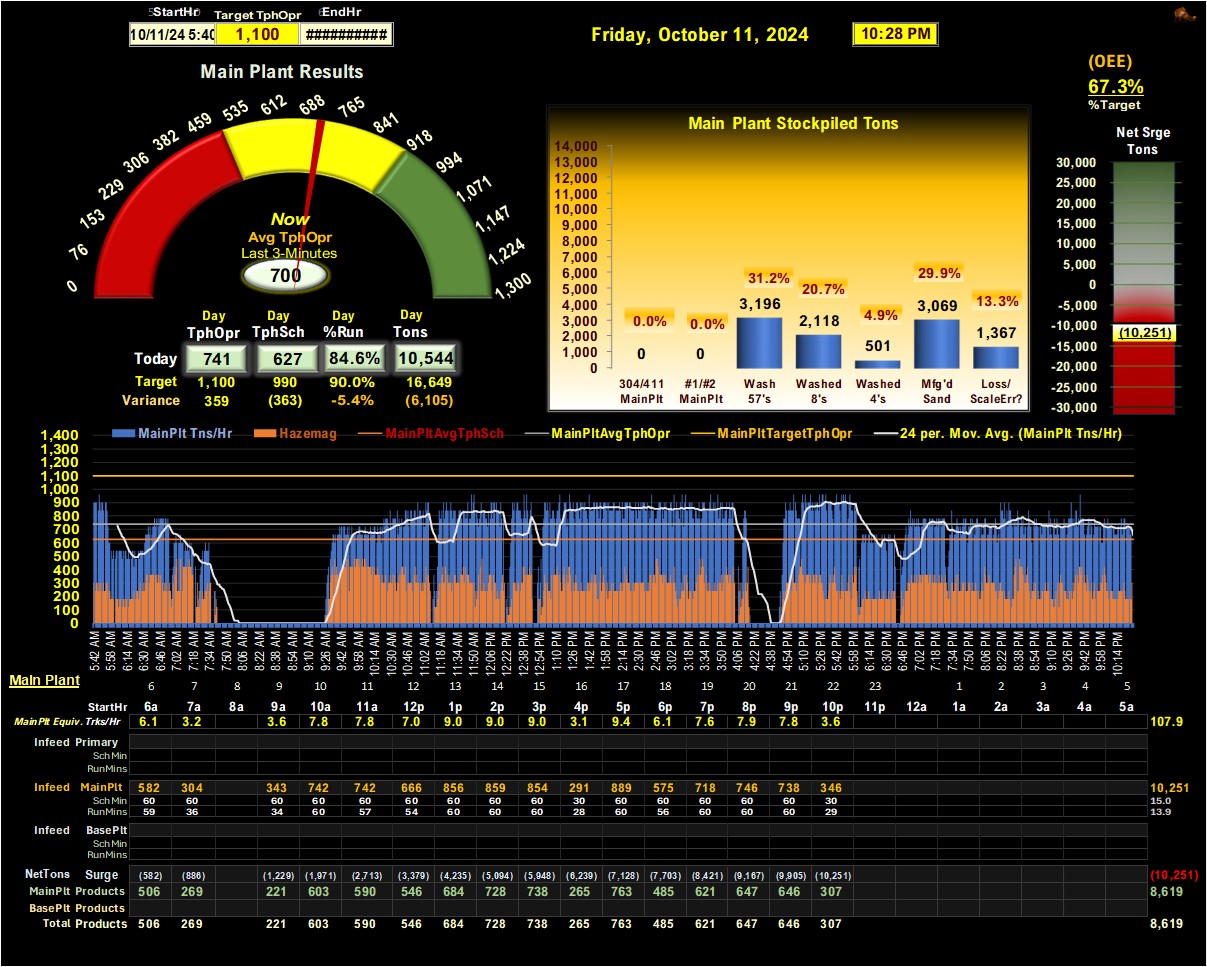 StartHr Target TphOpr EndHr
10/11/24 5:40 1,100 ##########
Friday, October 11, 2024 10:28 PM
Main Plant Results
0 76 153 229 306 382 459 535 612 688 765 841 918 994 1,071 1,147 1,224 1,300
Now
Avg TphOpr
Last 3-Minutes
700
Day Day Day Day
TphOpr TphSch %Run Tons
Today 741 627 84.6% 10,544
Target 1,100 990 90.0% 16,649
Variance 359 (363) -5.4% (6,105)
Main Plant Stockpiled Tons
14,000
13,000
12,000
11,000
10,000
9,000
8,000
7,000
6,000
5,000
4,000
3,000
2,000
1,000
0
0.0% 0.0% 31.2% 20.7% 4.9% 29.9% 13.3%
0 0 3,196 2,118 501 3,069 1,367
304/411 #1/#2 Wash Washed Washed Mfg'd Loss/
MainPlt MainPlt 57's 8's 4's Sand ScaleErr?
(OEE)
67.3%
%Target
Net Srge
Tons
30,000
25,000
20,000
15,000
10,000
5,000
0
-5,000
-10,000
(10,251)
-15,000
-20,000
-25,000
-30,000
MainPlt Tns/Hr Hazemag MainPltAvgTphSch MainPltAvgTphOpr MainPltTargetTphOpr 24 per. Mov. Avg. (MainPlt Tns/Hr)
1,400
1,300
1,200
1,100
1,000
900
800
700
600
500
400
300
200
100
0
5:42 AM 5:58 AM 6:14 AM 6:30 AM 6:46 AM 7:02 AM 7:18 AM 7:34 AM 7:50 AM 8:06 AM 8:22 AM 8:38 AM 8:54 AM 9:10 AM 9:26 AM 9:42 AM 9:58 AM 10:14 AM 10:30 AM 10:46 AM 11:02 AM 11:18 AM 11:34 AM 11:50 AM 12:06 PM 12:22 PM 12:38 PM 12:54 PM 1:10 PM 1:26 PM 1:42 PM 1:58 PM 2:14 PM 2:30 PM 2:46 PM 3:02 PM 3:18 PM 3:34 PM 3:50 PM 4:06 PM 4:22 PM 4:38 PM 4:54 PM 5:10 PM 5:26 PM 5:42 PM 5:58 PM 6:14 PM 6:30 PM 6:46 PM 7:02 PM 7:18 PM 7:34 PM 7:50 PM 8:06 PM 8:22 PM 8:38 PM 8:54 PM 9:10 PM 9:26 PM 9:42 PM 9:58 PM 10:14 PM
Main Plant
6 7 8 9 10 11 12 13 14 15 16 17 18 19 20 21 22 23 1 2 3 4 5
StartHr 6a 7a 8a 9a 10a 11a 12p 1p 2p 3p 4p 5p 6p 7p 8p 9p 10p 11p 12a 1a 2a 3a 4a 5a
MainPlt Equiv. Trks/Hr 6.1 3.2 3.6 7.8 7.8 7.0 9.0 9.0 9.0 3.1 9.4 6.1 7.6 7.9 7.8 3.6 107.9
Infeed Primary
Sch Min
RunMins
Infeed MainPlt 582 304 343 742 742 666 856 859 854 291 889 575 718 746 738 346 10,251
Sch Min 60 60 60 60 60 60 60 60 60 30 60 60 60 60 60 30 15.0
RunMins 59 36 34 60 57 54 60 60 60 28 60 56 60 60 60 29 13.9
Infeed BasePlt
Sch Min
RunMins
NetTons Surge (582) (886) (1,229) (1,971) (2,713) (3,379) (4,235) (5,094) (5,948) (6,239) (7,128) (7,703) (8,421) (9,167) (9,905) (10,251) (10,251)
MainPlt Products 506 269 221 603 590 546 684 728 738 265 763 485 621 647 646 307 8,619
BasePlt Products
Total Products 506 269 221 603 590 546 684 728 738 265 763 485 621 647 646 307 8,619